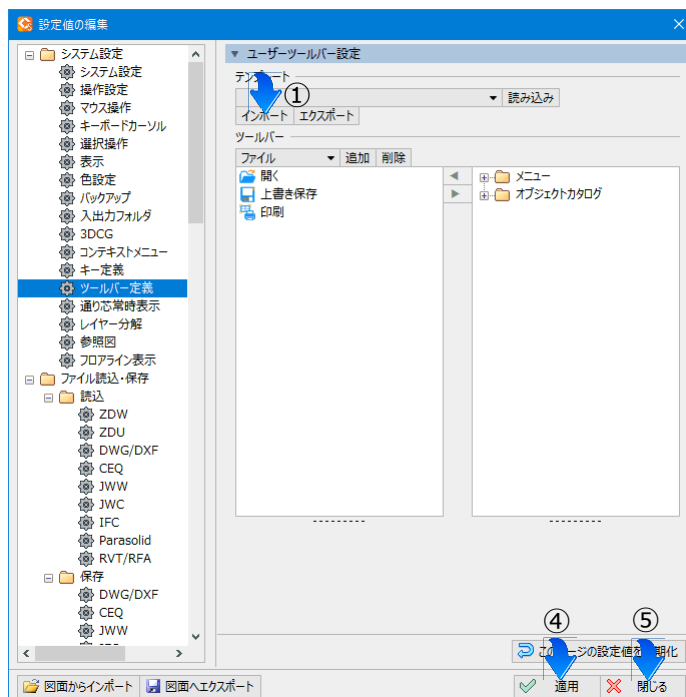 設定値の編集
システム設定
システム設定
操作設定
マウス操作
キーボードカーソル
選択操作
表示
色設定
バックアップ
入出力フォルダ
3DCG
コンテキストメニュー
キー定義
ツールバー定義
通り芯常時表示
レイヤー分解
参照図
フロアライン表示
ファイル読込・保存
読込
ZDW
ZDU
DWG/DXF
CEQ
JWW
JWC
IFC
Parasolid
RVT/RFA
保存
DWG/DXF
CEQ
JWW
ユーザーツールバー設定
テンプレート
①
読み込み
インポート エクスポート
ツールバー
ファイル 追加 削除
開く
上書き保存
印刷
メニュー
オブジェクトカタログ
④ ⑤
このページの設定値を初期化
図面からインポート 図面へエクスポート 適用 閉じる